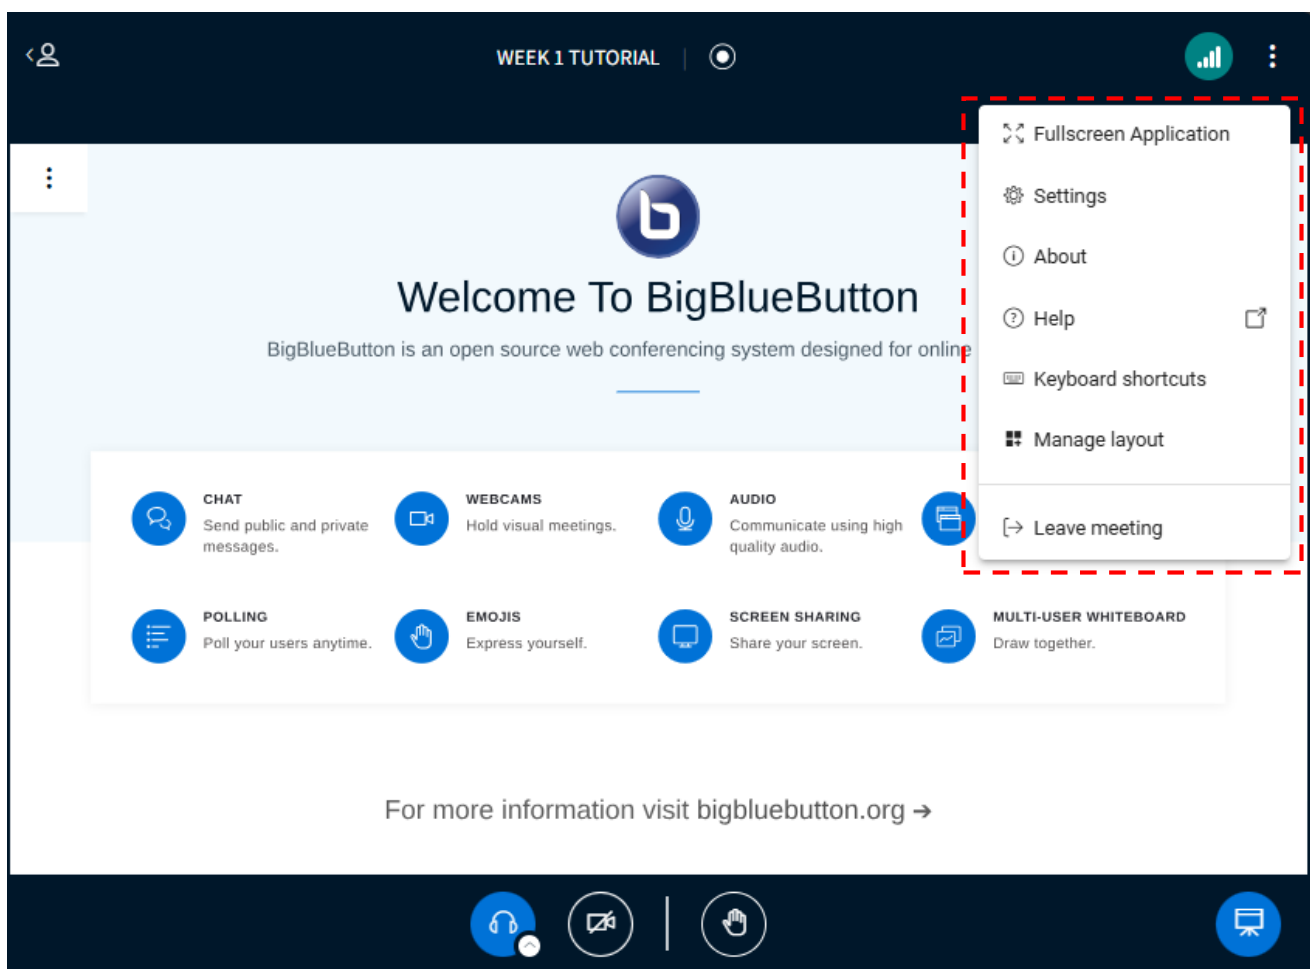 WEEK 1 TUTORIAL
Fullscreen Application
Settings
About
Help
Keyboard shortcuts
Manage layout
Leave meeting
Welcome To BigBlueButton
BigBlueButton is an open source web conferencing system designed for online
CHAT
Send public and private
messages.
WEBCAMS
Hold visual meetings.
AUDIO
Communicate using high
quality audio.
POLLING
Poll your users anytime.
EMOJIS
Express yourself.
SCREEN SHARING
Share your screen.
MULTI-USER WHITEBOARD
Draw together.
For more information visit bigbluebutton.org →